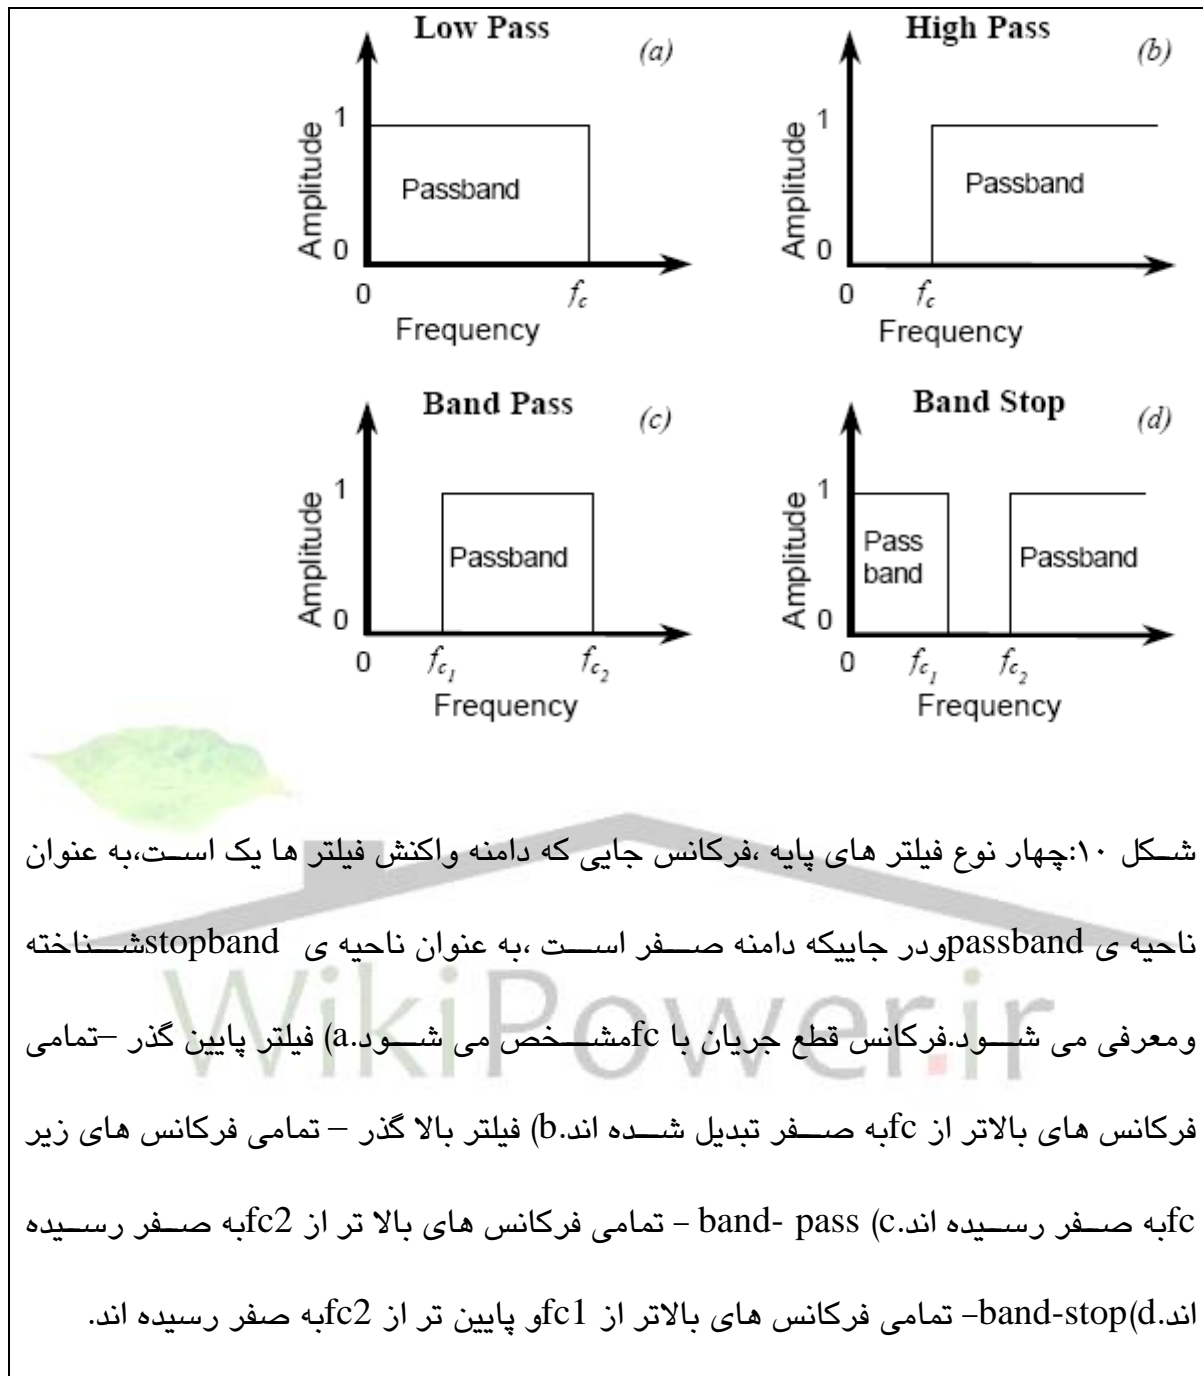 Low Pass
(a)
Amplitude
1
Passband
0
0
fc
Frequency
High Pass
(b)
Amplitude
1
Passband
0
0
fc
Frequency
Band Pass
(c)
Amplitude
1
Passband
0
0
fc1
fc2
Frequency
Band Stop
(d)
Amplitude
1
Pass
band
Passband
0
0
fc1
fc2
Frequency
شکل ۱۰:چهار نوع فیلتر های پایه ،فرکانس جایی که دامنه واکنش فیلتر ها یک است،به عنوان
ناحیه ی passbandودر جاییکه دامنه صفر است ،به عنوان ناحیه ی stopbandشناخته
ومعرفی می شود.فرکانس قطع جریان با fcمشخص می شود.a) فیلتر پایین گذر –تمامی
فرکانس های بالاتر از fcبه صفر تبدیل شده اند.b) فیلتر بالا گذر – تمامی فرکانس های زیر
fcبه صفر رسیده اند.c) band- pass – تمامی فرکانس های بالا تر از fc2به صفر رسیده
اند.d)band-stop– تمامی فرکانس های بالاتر از fc1و پایین تر از fc2به صفر رسیده اند.
WikiPower.ir